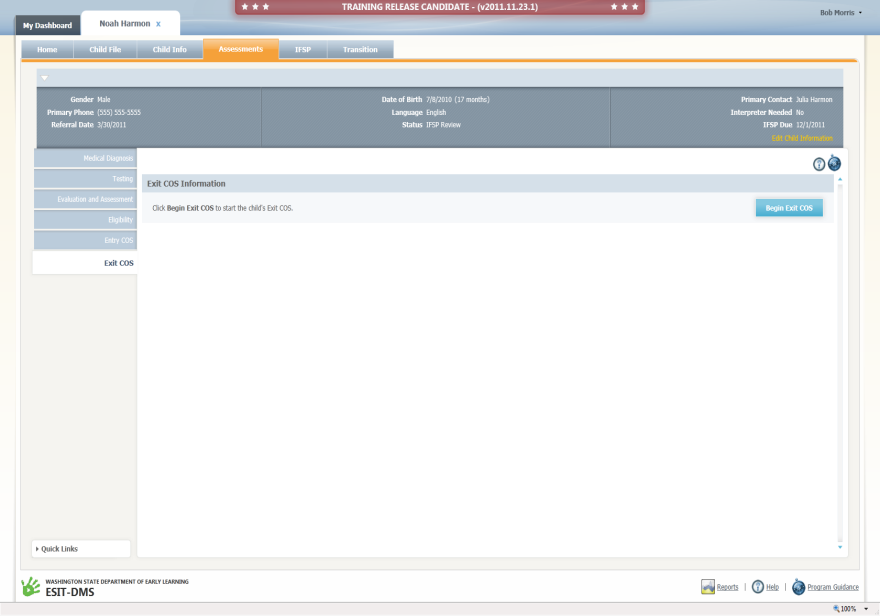 ★ ★ ★ TRAINING RELEASE CANDIDATE - (v2011.11.23.1) ★ ★ ★
Bob Morris
My Dashboard Noah Harmon x
Home Child File Child Info Assessments IFSP Transition
Gender Male Date of Birth 7/8/2010 (17 months) Primary Contact Julia Harmon
Primary Phone (555) 555-5555 Language English Interpreter Needed No
Referral Date 3/30/2011 Status IFSP Review IFSP Due 12/1/2011
Edit Child Information
Medical Diagnosis
Testing
Exit COS Information
Evaluation and Assessment
Click Begin Exit COS to start the child's Exit COS. Begin Exit COS
Eligibility
Entry COS
Exit COS
Quick Links
WASHINGTON STATE DEPARTMENT OF EARLY LEARNING
ESIT-DMS
Reports | Help | Program Guidance
100%